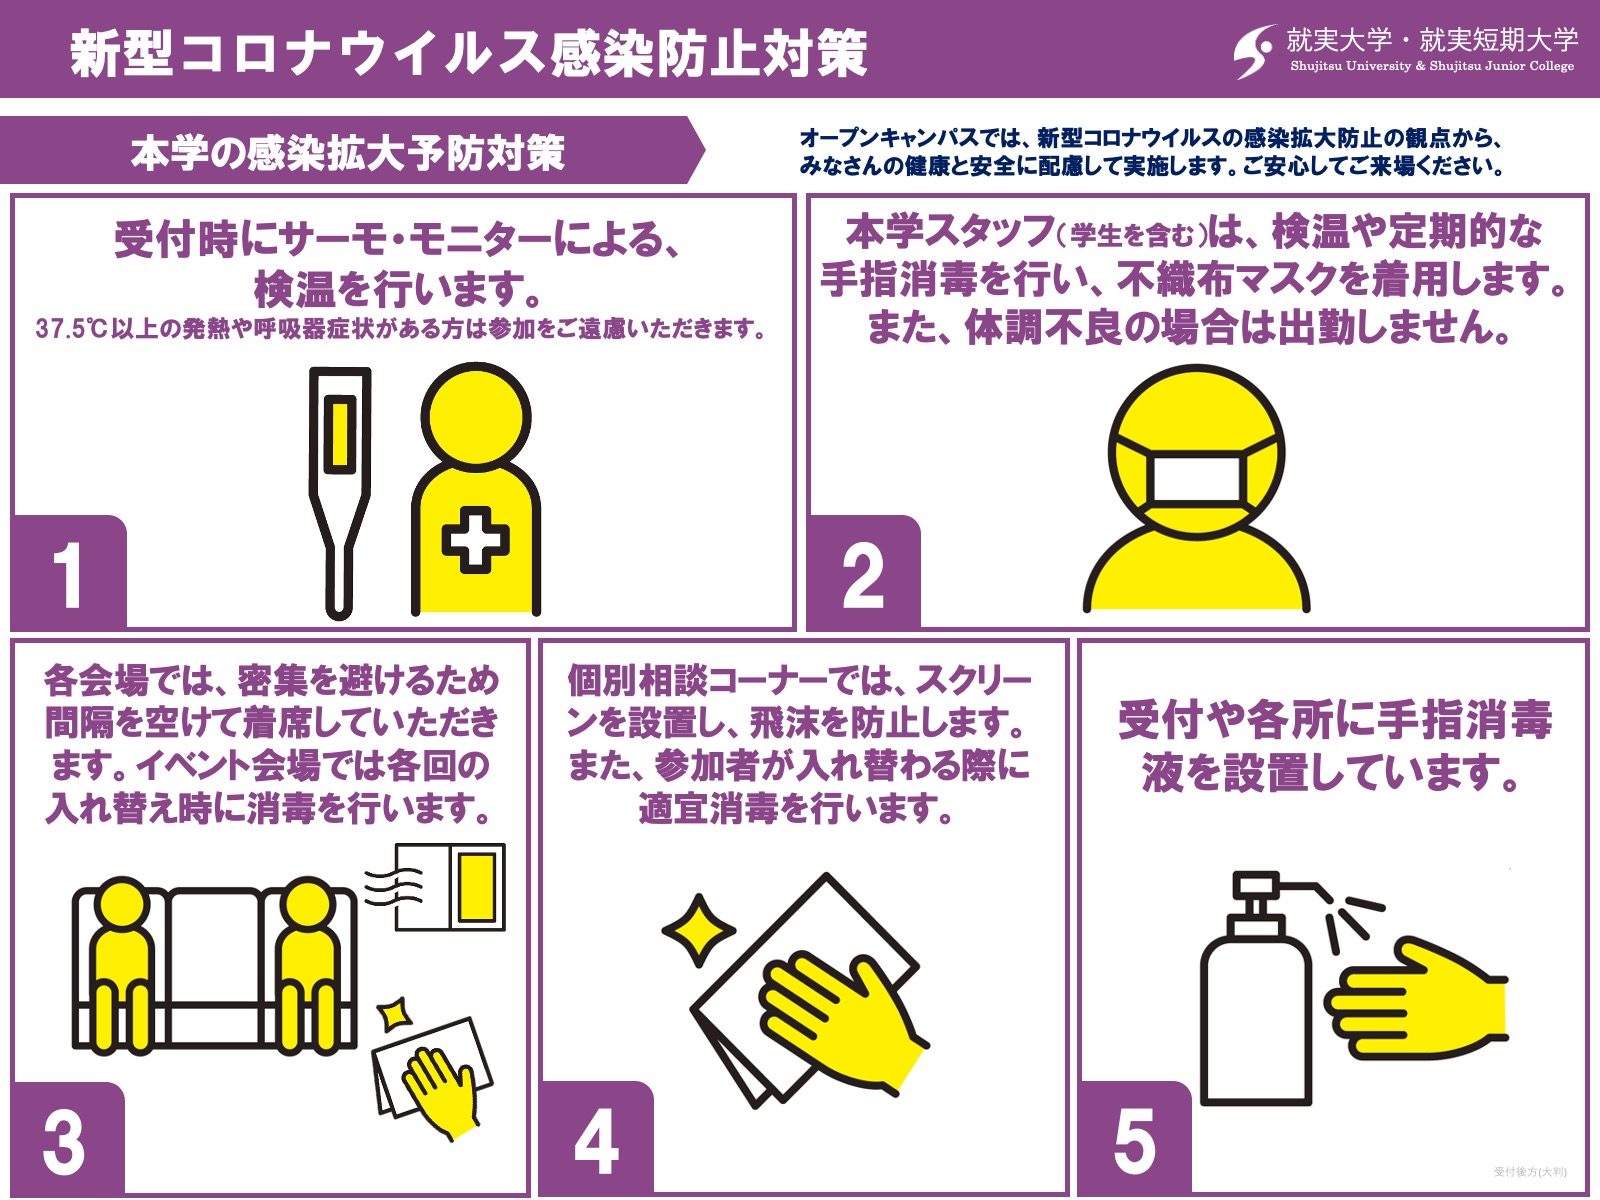 新型コロナウイルス感染防止対策
就実大学・就実短期大学
Shujitsu University & Shujitsu Junior College
本学の感染拡大予防対策
オープンキャンパスでは、新型コロナウイルスの感染拡大防止の観点から、
みなさんの健康と安全に配慮して実施します。ご安心してご来場ください。
受付時にサーモ・モニターによる、
検温を行います。
37.5℃以上の発熱や呼吸器症状がある方は参加をご遠慮いただきます。
1
本学スタッフ(学生を含む)は、検温や定期的な
手指消毒を行い、不織布マスクを着用します。
また、体調不良の場合は出勤しません。
2
各会場では、密集を避けるため
間隔を空けて着席していただき
ます。イベント会場では各回の
入れ替え時に消毒を行います。
3
個別相談コーナーでは、スクリー
ンを設置し、飛沫を防止します。
また、参加者が入れ替わる際に
適宜消毒を行います。
4
受付や各所に手指消毒
液を設置しています。
5
受付後方(大判)